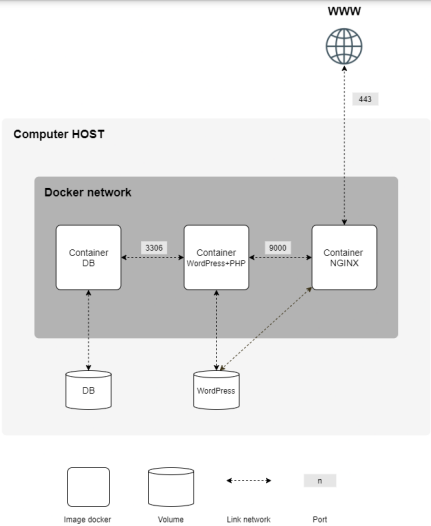 WWW
443
Computer HOST
Docker network
Container
DB
3306
Container
WordPress+PHP
9000
Container
NGINX
DB
WordPress
n
Image docker
Volume
Link network
Port